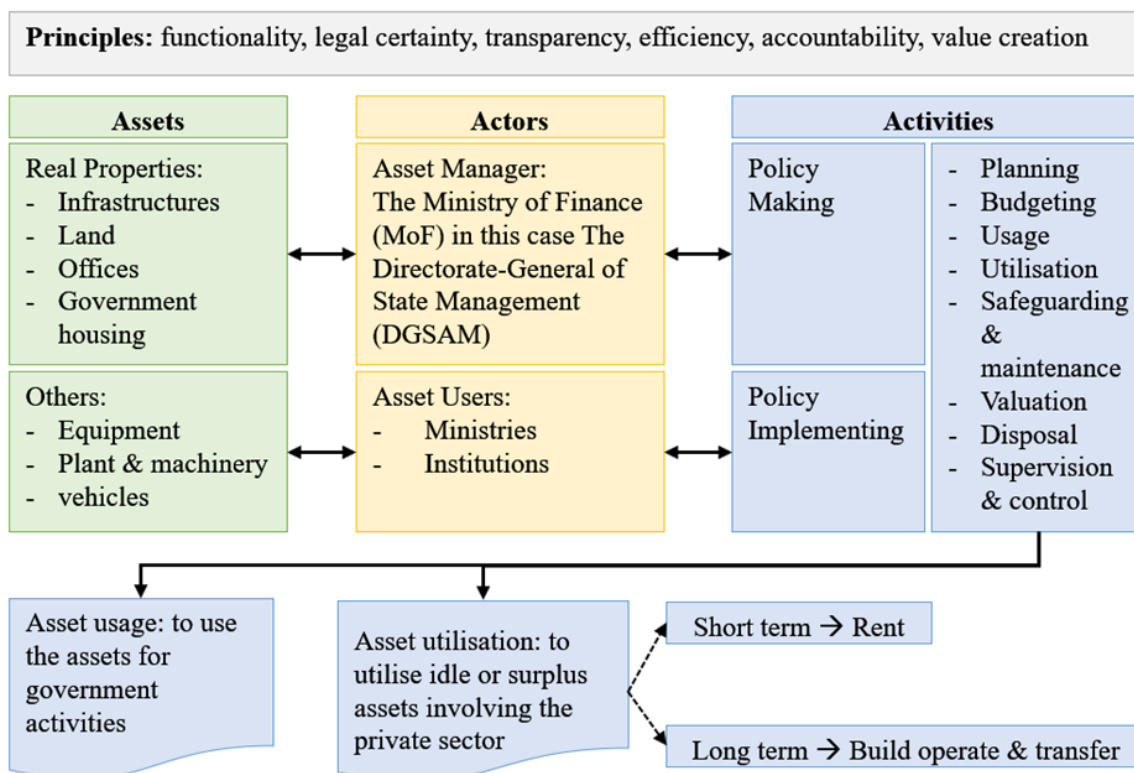 Principles: functionality, legal certainty, transparency, efficiency, accountability, value creation
Assets
Real Properties:
- Infrastructures
- Land
- Offices
- Government
housing
Others:
- Equipment
- Plant & machinery
- vehicles
Actors
Asset Manager:
The Ministry of Finance
(MoF) in this case The
Directorate-General of
State Management
(DGSAM)
Asset Users:
- Ministries
- Institutions
Activities
Policy
Making
Policy
Implementing
- Planning
- Budgeting
- Usage
- Utilisation
- Safeguarding
&
maintenance
- Valuation
- Disposal
- Supervision
& control
Asset usage: to use
the assets for
government
activities
Asset utilisation: to
utilise idle or surplus
assets involving the
private sector
Short term → Rent
Long term → Build operate & transfer